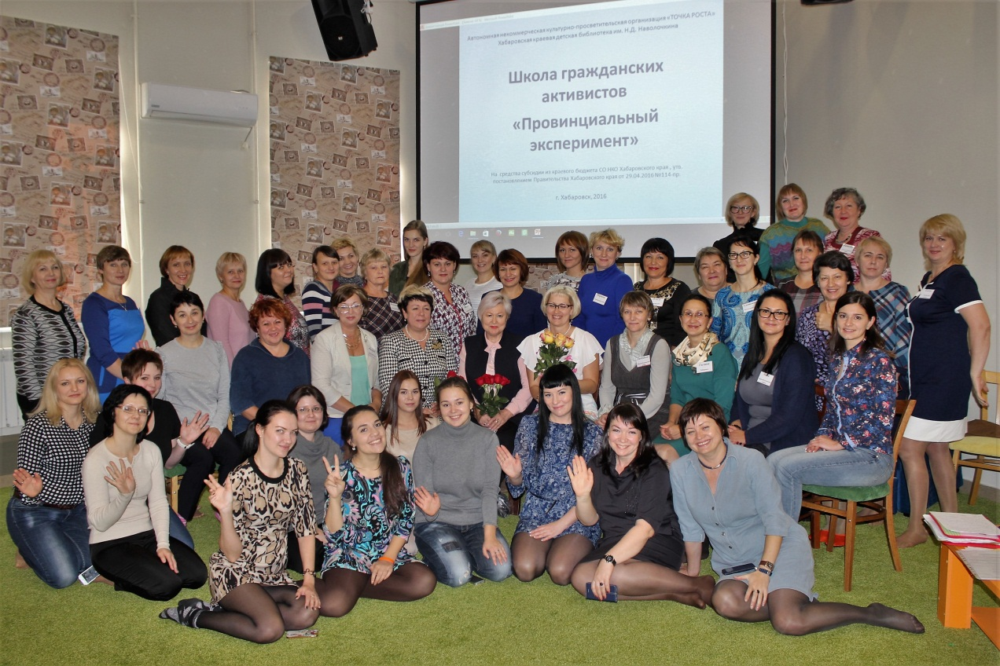 Автономная некоммерческая культурно-просветительская организация «ТОЧКА РОСТА»
Хабаровская краевая детская библиотека им. Н.Д. Наволочкина
Школа гражданских
активистов
«Провинциальный
эксперимент»
На средства субсидии из краевого бюджета СО НКО Хабаровского края , утв.
постановлением Правительства Хабаровского края от 29.04.2016 №114-пр.
г. Хабаровск, 2016